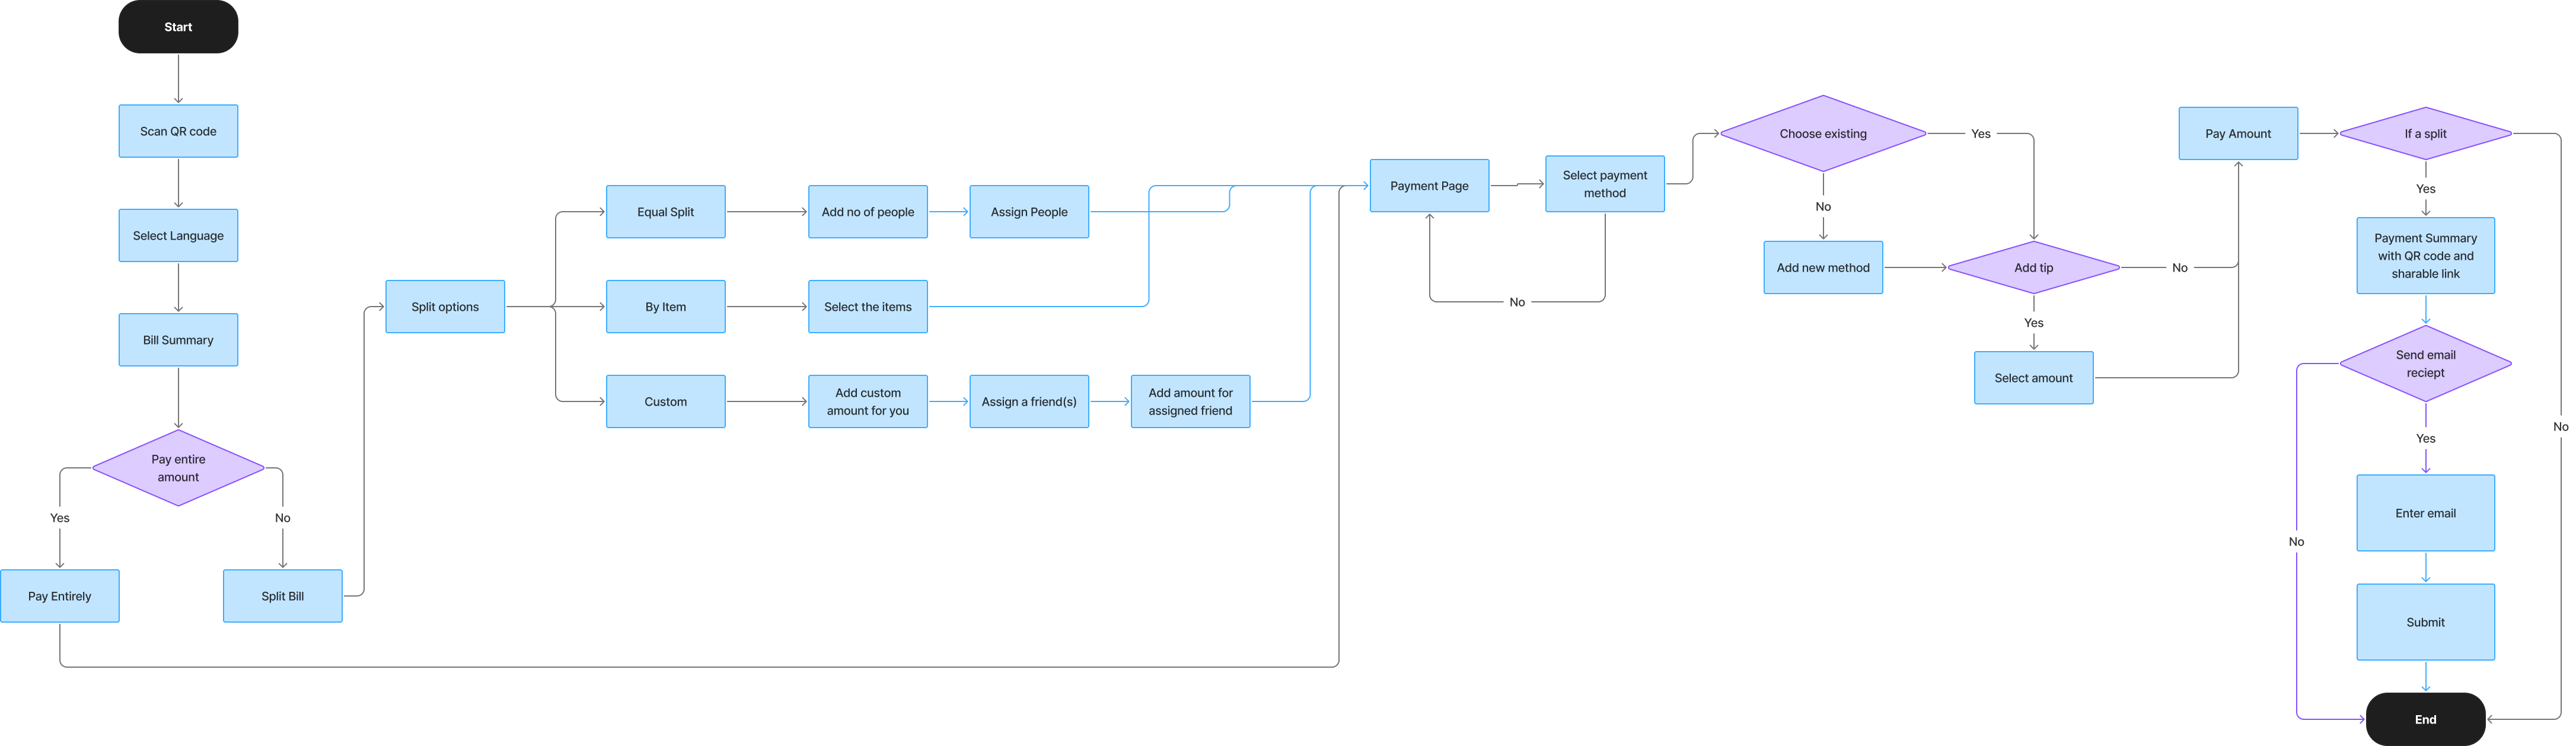 Start
Scan QR code
Select Language
Bill Summary
Pay entire
amount
Yes
No
Pay Entirely
Split Bill
Split options
Equal Split
Add no of people
Assign People
By Item
Select the items
Custom
Add custom
amount for you
Assign a friend(s)
Add amount for
assigned friend
Payment Page
Select payment
method
No
Choose existing
Yes
No
Add new method
Add tip
No
Yes
Select amount
Pay Amount
If a split
Yes
No
Payment Summary
with QR code and
sharable link
Send email
reciept
Yes
No
Enter email
Submit
End